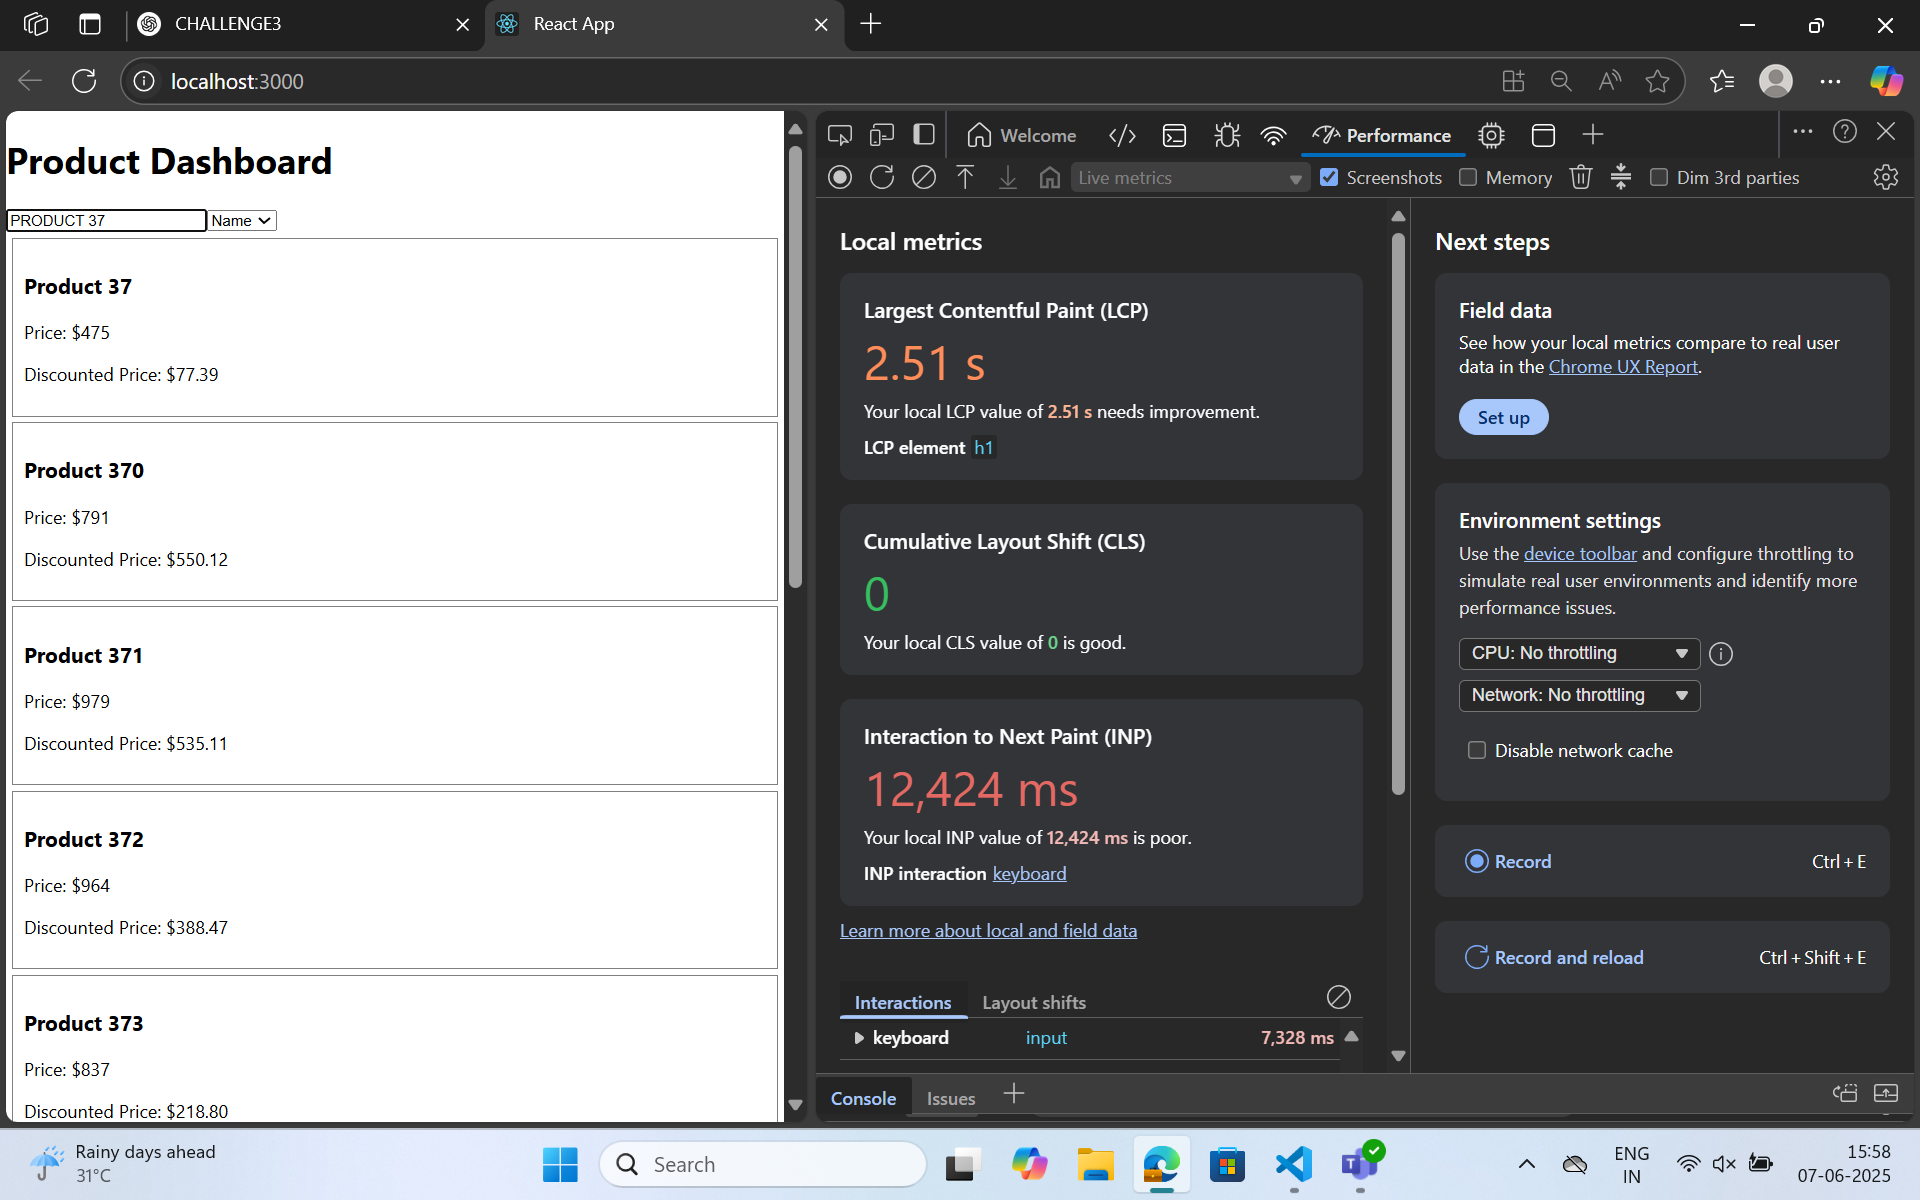 CHALLENGE3
React App
localhost:3000
Product Dashboard
PRODUCT 37
Name
Product 37
Price: $475
Discounted Price: $77.39
Product 370
Price: $791
Discounted Price: $550.12
Product 371
Price: $979
Discounted Price: $535.11
Product 372
Price: $964
Discounted Price: $388.47
Product 373
Price: $837
Discounted Price: $218.80
Welcome
Performance
Live metrics
Screenshots
Memory
Dim 3rd parties
Local metrics
Largest Contentful Paint (LCP)
2.51 s
Your local LCP value of 2.51 s needs improvement.
LCP element h1
Cumulative Layout Shift (CLS)
0
Your local CLS value of 0 is good.
Interaction to Next Paint (INP)
12,424 ms
Your local INP value of 12,424 ms is poor.
INP interaction keyboard
Learn more about local and field data
Interactions
Layout shifts
keyboard input 7,328 ms
Next steps
Field data
See how your local metrics compare to real user
data in the Chrome UX Report.
Set up
Environment settings
Use the device toolbar and configure throttling to
simulate real user environments and identify more
performance issues.
CPU: No throttling
Network: No throttling
Disable network cache
Record Ctrl + E
Record and reload Ctrl + Shift + E
Console
Issues
Rainy days ahead
31°C
Search
ENG
IN
15:58
07-06-2025